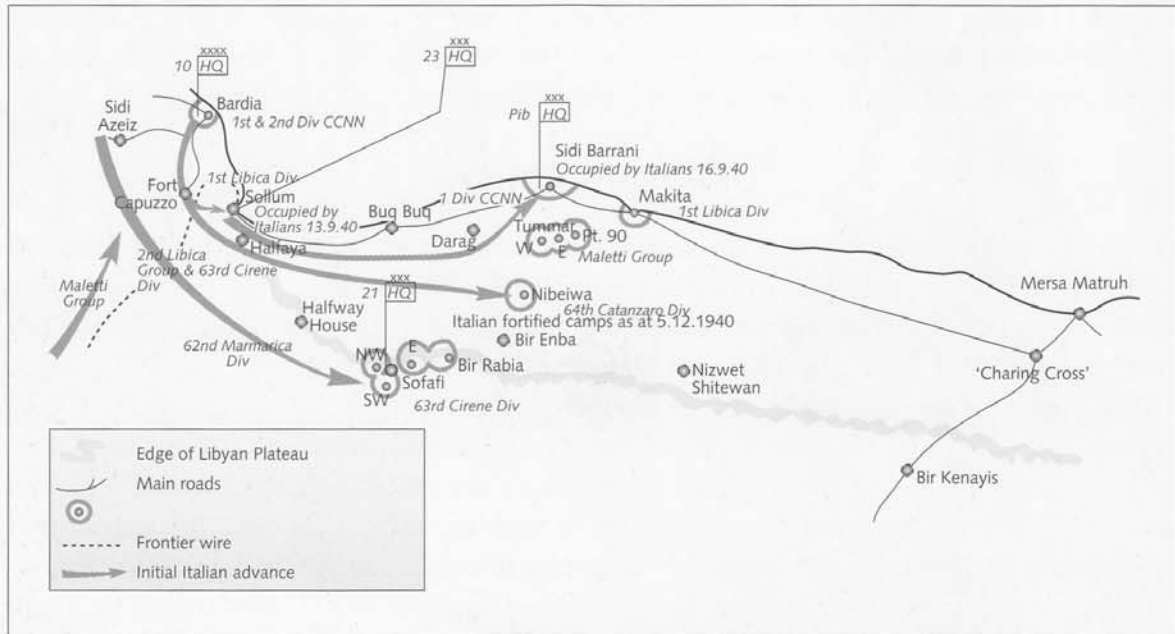 xxxx
10 HQ
Bardia
1st & 2nd Div CCNN
Sidi
Azeiz
xxx
23 HQ
xxx
Pib HQ
Sidi Barrani
Occupied by Italians 16.9.40
Makita
1st Libica Div
1st Libica Div
Fort
Capuzzo
Sollum
Occupied by
Italians 13.9.40
Halfaya
Buq Buq
1 Div CCNN
Darag
Tummar
W
E
Pt. 90
Maletti Group
Maletti
Group
2nd Libica
Group & 63rd Cirene
Div
xxx
21 HQ
Nibeiwa
64th Catanzaro Div
Italian fortified camps as at 5.12.1940
Mersa Matruh
Halfway
House
Bir Enba
62nd Marmarica
Div
NW
E
SW
Sofafi
Bir Rabia
63rd Cirene Div
Nizwet
Shitewan
'Charing Cross'
Bir Kenayis
Edge of Libyan Plateau
Main roads
Frontier wire
Initial Italian advance